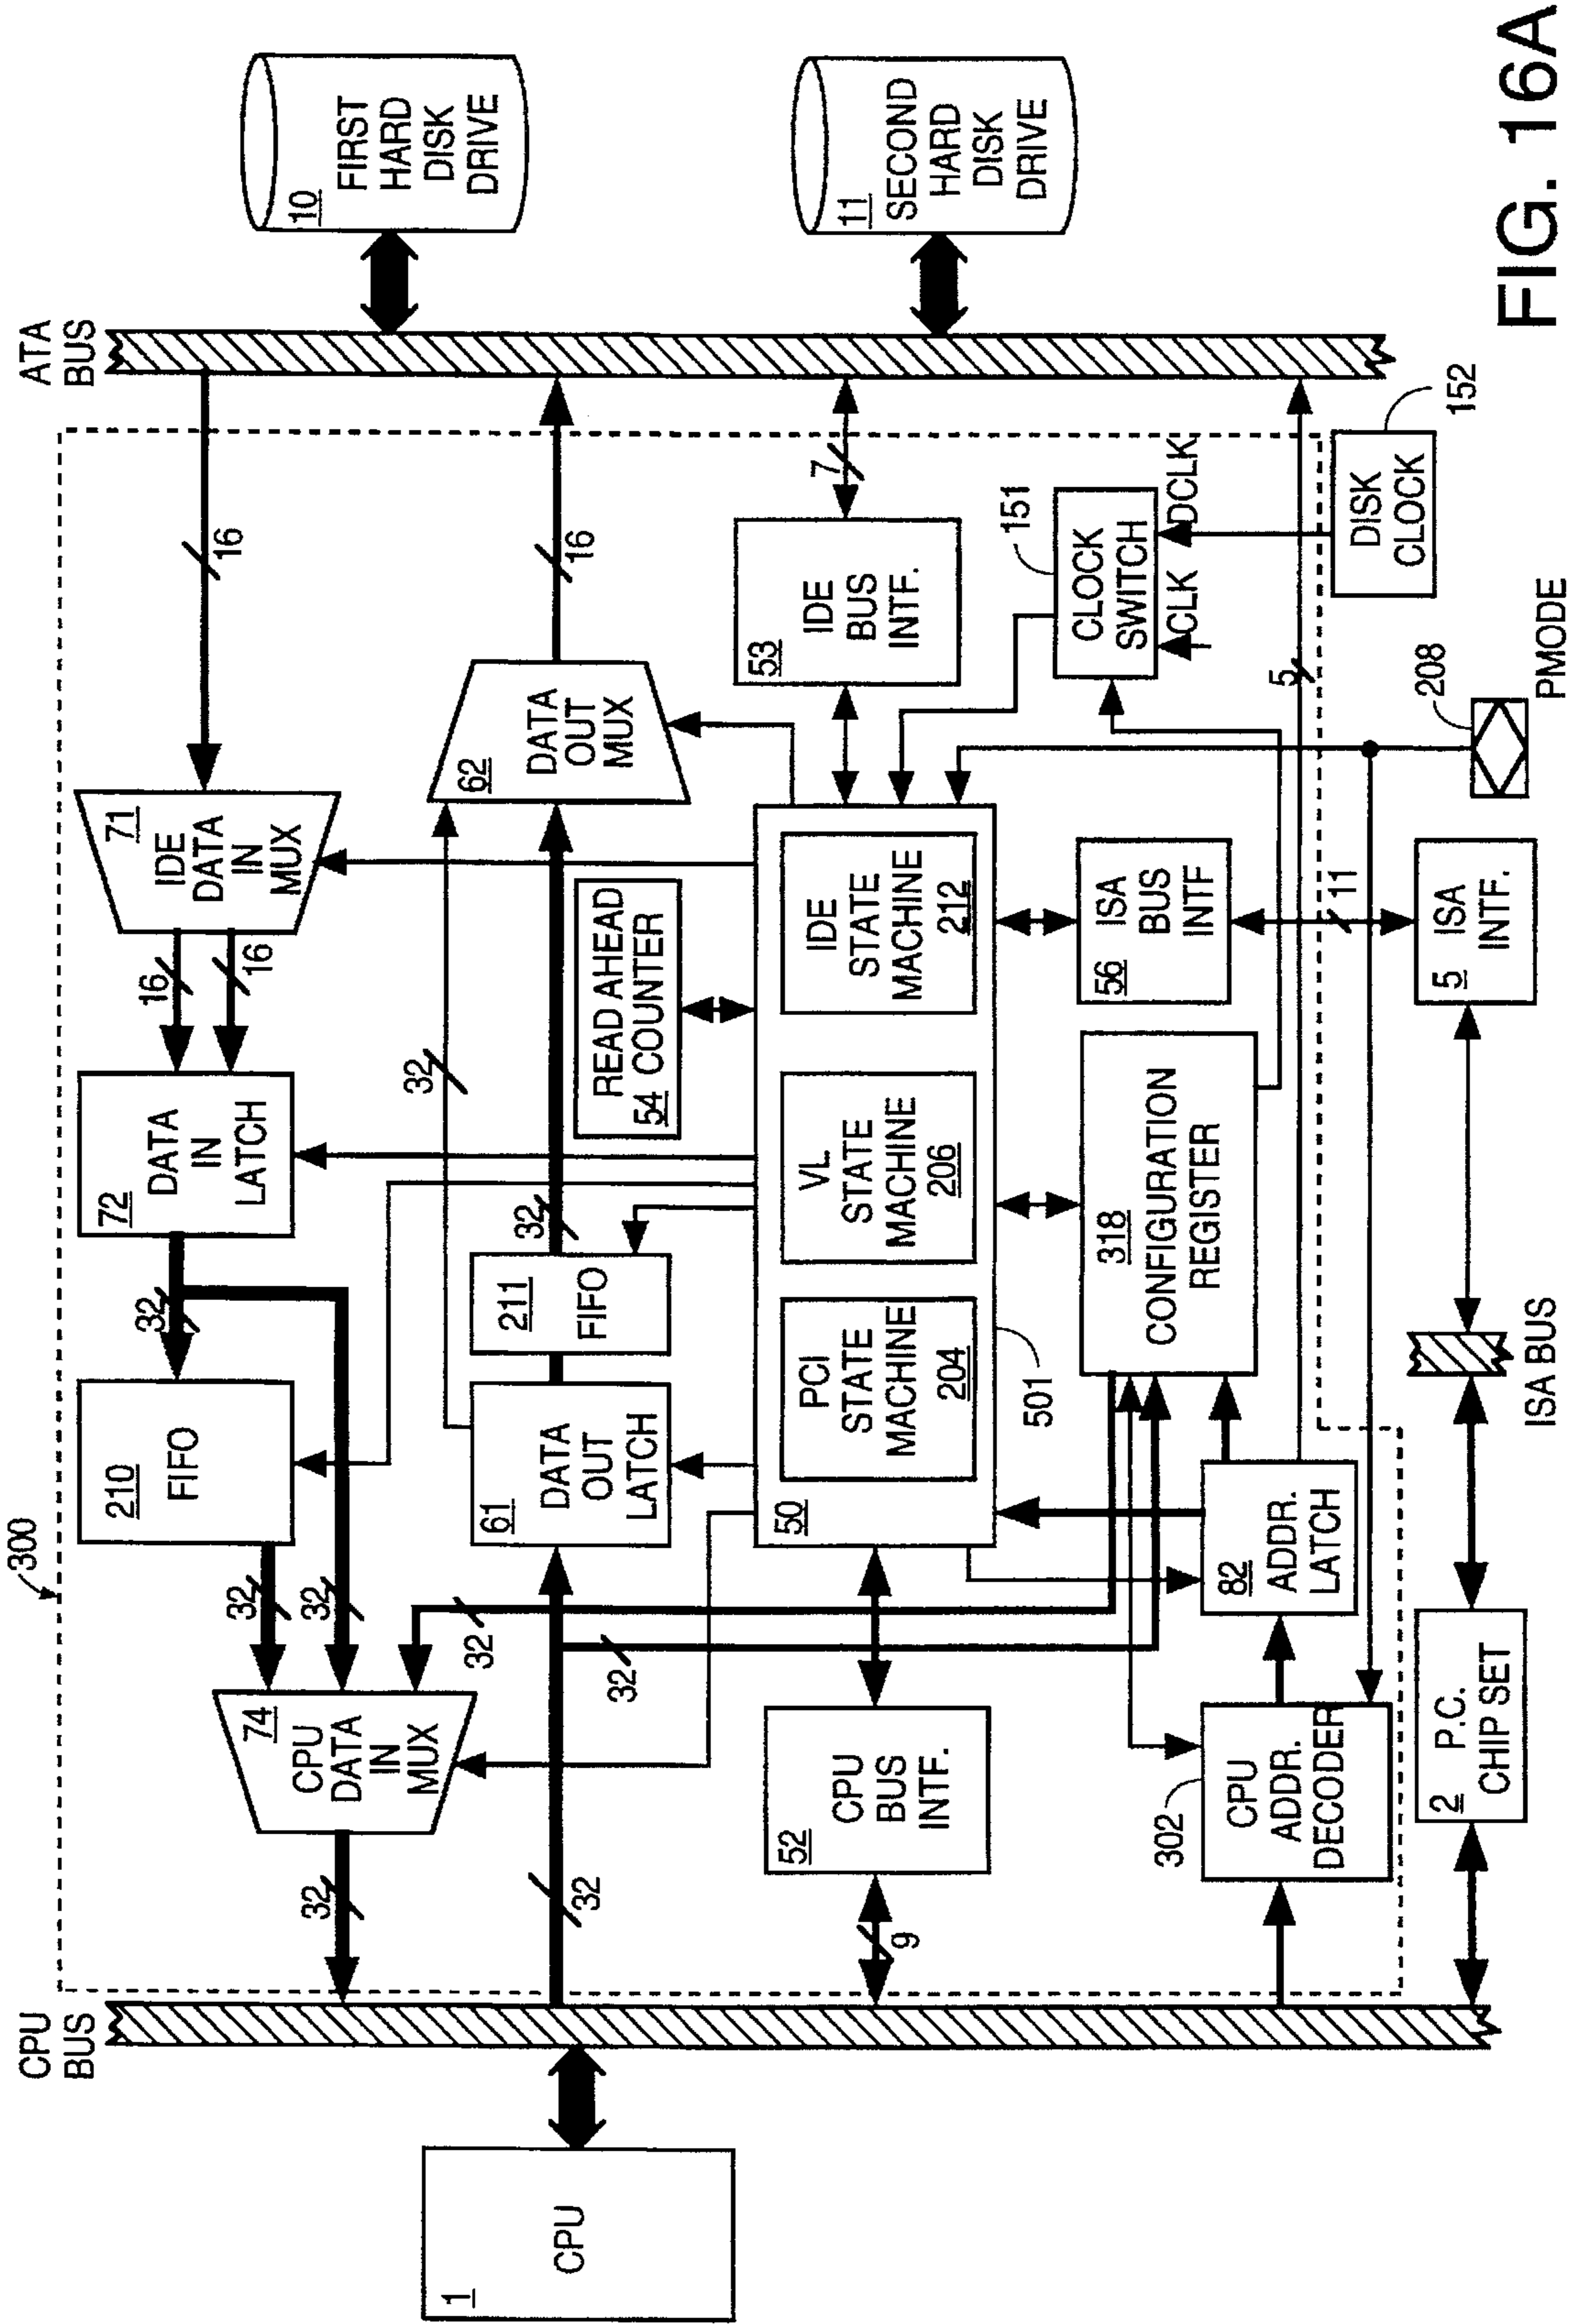 300
CPU
BUS
ATA
BUS
1
CPU
74
CPU
DATA
IN
MUX
32
32
32
32
32
32
32
210
FIFO
32
72
DATA
IN
LATCH
16
16
71
IDE
DATA
IN
MUX
16
10
FIRST
HARD
DISK
DRIVE
61
DATA
OUT
LATCH
211
FIFO
32
32
62
DATA
OUT
MUX
16
READ AHEAD
54 COUNTER
11
SECOND
HARD
DISK
DRIVE
52
CPU
BUS
INTF.
9
50
PCI
STATE
MACHINE
204
VL
STATE
MACHINE
206
IDE
STATE
MACHINE
212
501
53
IDE
BUS
INTF.
7
151
CLOCK
SWITCH
CLK
DCLK
302
CPU
ADDR.
DECODER
82
ADDR.
LATCH
318
CONFIGURATION
REGISTER
56
ISA
BUS
INTF
5
11
DISK
CLOCK
152
2
P.C.
CHIP SET
ISA BUS
5
ISA
INTF.
208
PMODE
FIG. 16A